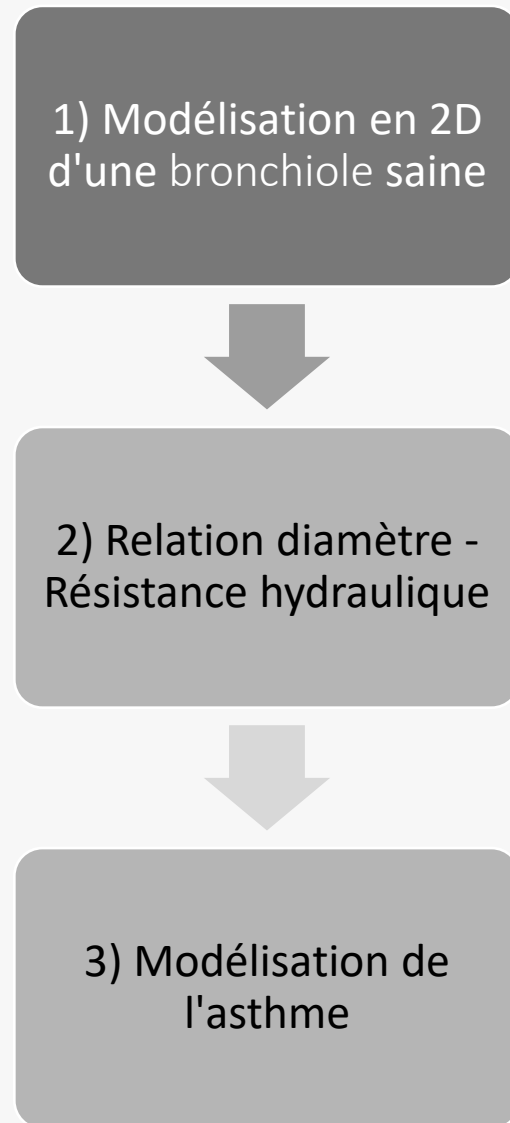 1) Modélisation en 2D
d'une bronchiole saine
2) Relation diamètre -
Résistance hydraulique
3) Modélisation de
l'asthme